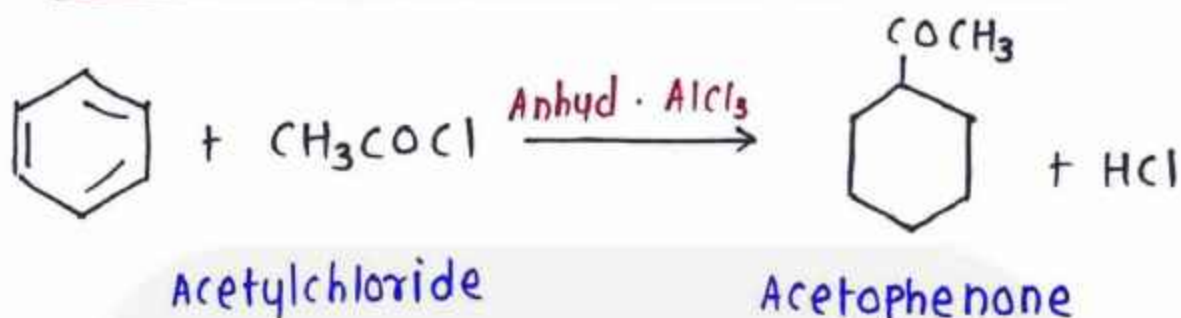 COCH₃
+ CH₃COCl Anhyd. AlCl₃ + HCl
Acetylchloride Acetophenone